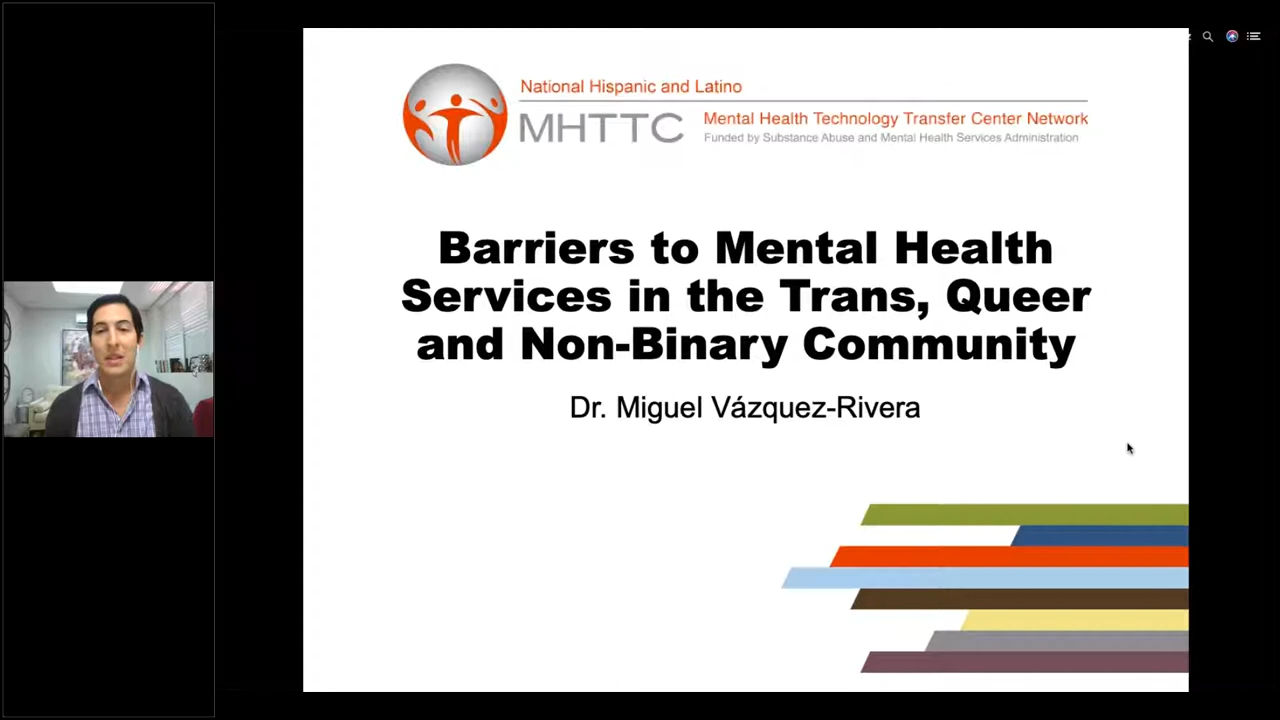 National Hispanic and Latino
MHTTC
Mental Health Technology Transfer Center Network
Funded by Substance Abuse and Mental Health Services Administration
Barriers to Mental Health
Services in the Trans, Queer
and Non-Binary Community
Dr. Miguel Vázquez-Rivera